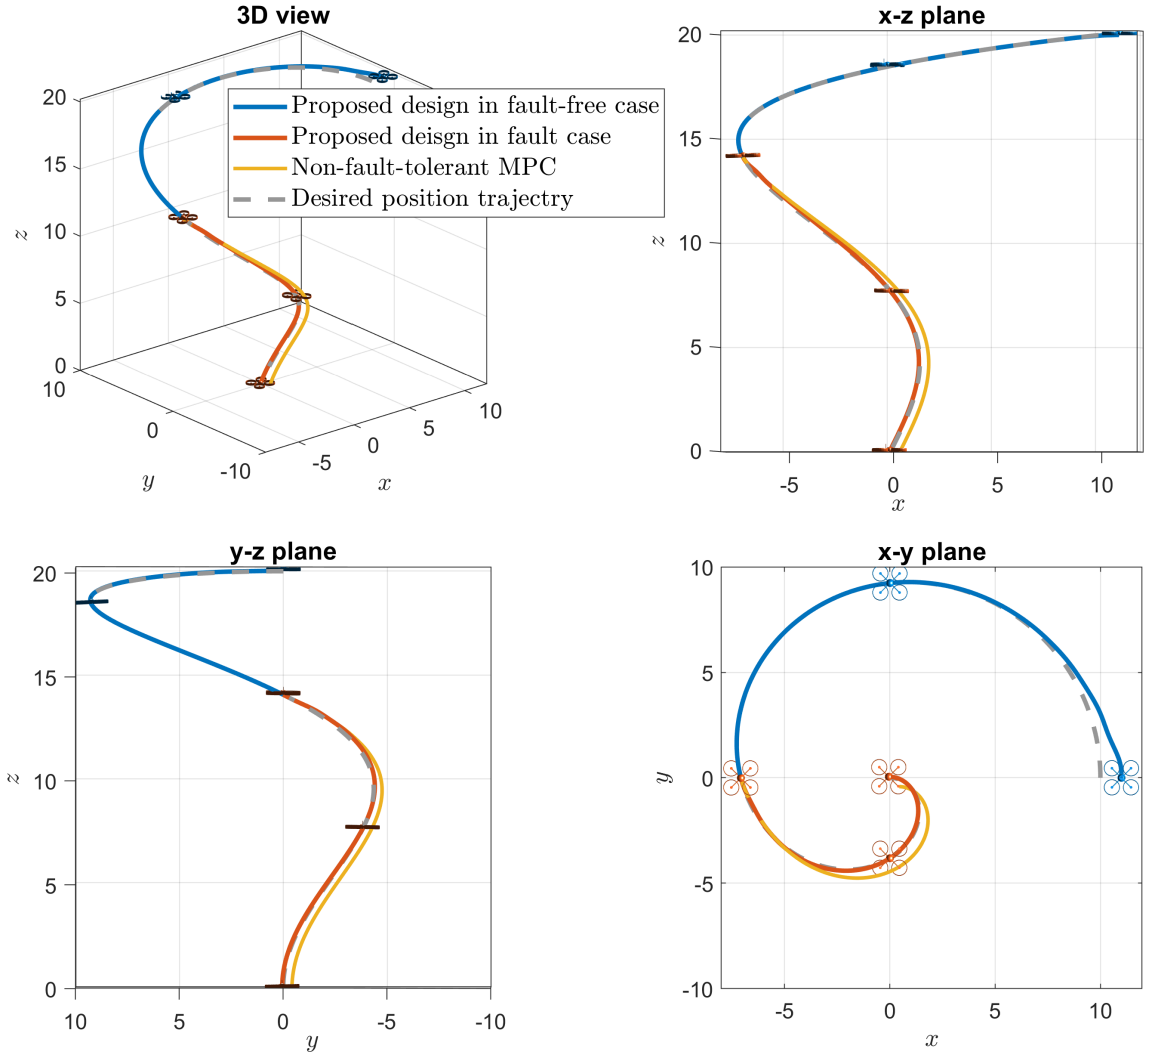 3D view
20
15
10
5
0
z
10
0
-10
y
-5
0
5
10
x
Proposed design in fault-free case
Proposed deisgn in fault case
Non-fault-tolerant MPC
Desired position trajectory
x-z plane
20
15
10
5
0
z
-5
0
5
10
x
y-z plane
20
15
10
5
0
z
10
5
0
-5
-10
y
x-y plane
10
5
0
-5
-10
y
-5
0
5
10
x